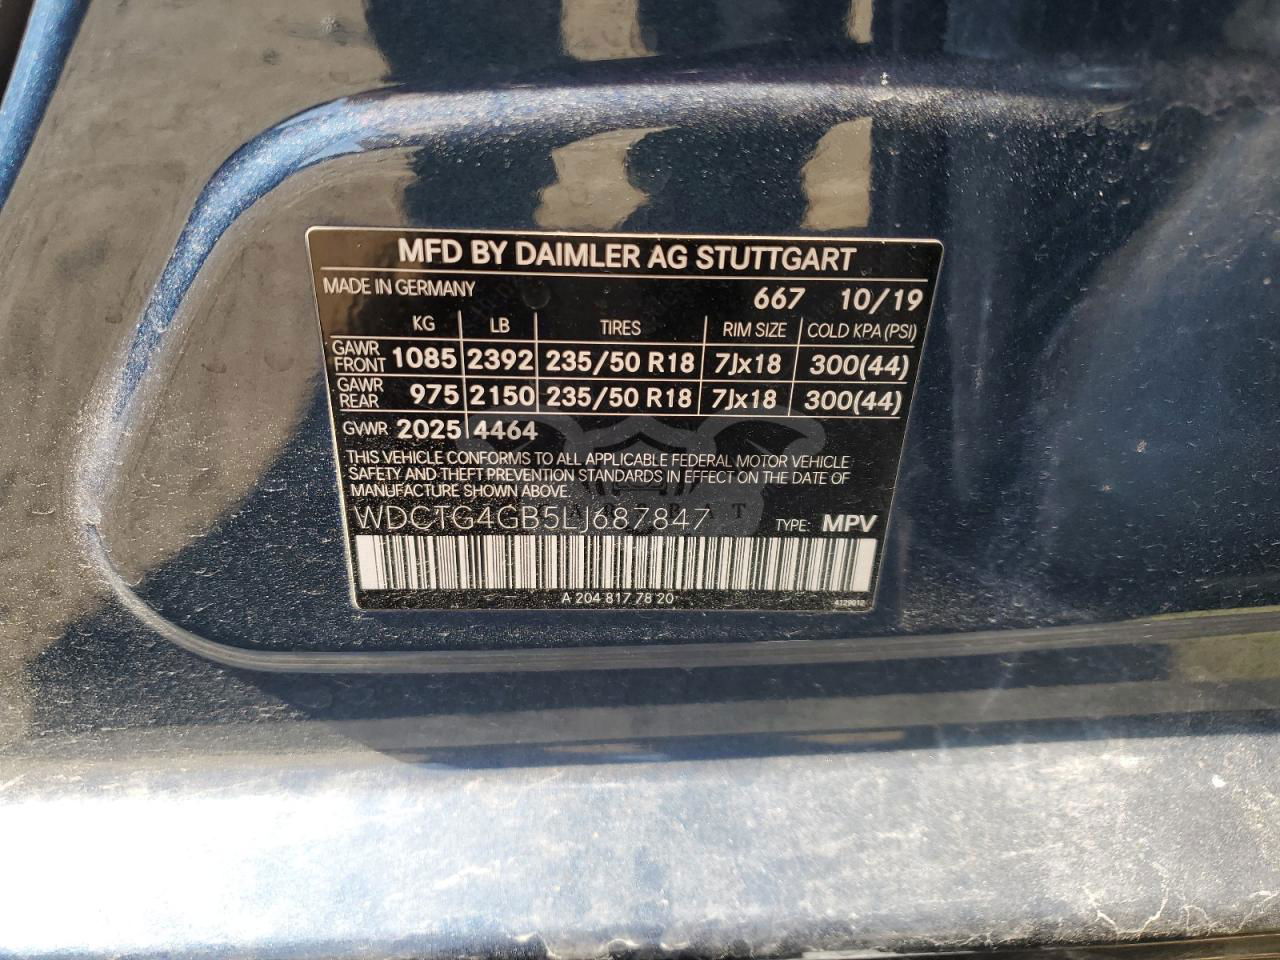 MFD BY DAIMLER AG STUTTGART
MADE IN GERMANY 667 10/19
KG LB TIRES RIM SIZE COLD KPA (PSI)
GAWR FRONT 1085 2392 235/50 R18 7Jx18 300(44)
GAWR REAR 975 2150 235/50 R18 7Jx18 300(44)
GVWR 2025 4464
THIS VEHICLE CONFORMS TO ALL APPLICABLE FEDERAL MOTOR VEHICLE
SAFETY AND THEFT PREVENTION STANDARDS IN EFFECT ON THE DATE OF
MANUFACTURE SHOWN ABOVE.
WDCTG4GB5LJ687847 TYPE: MPV
A 204 817 78 20